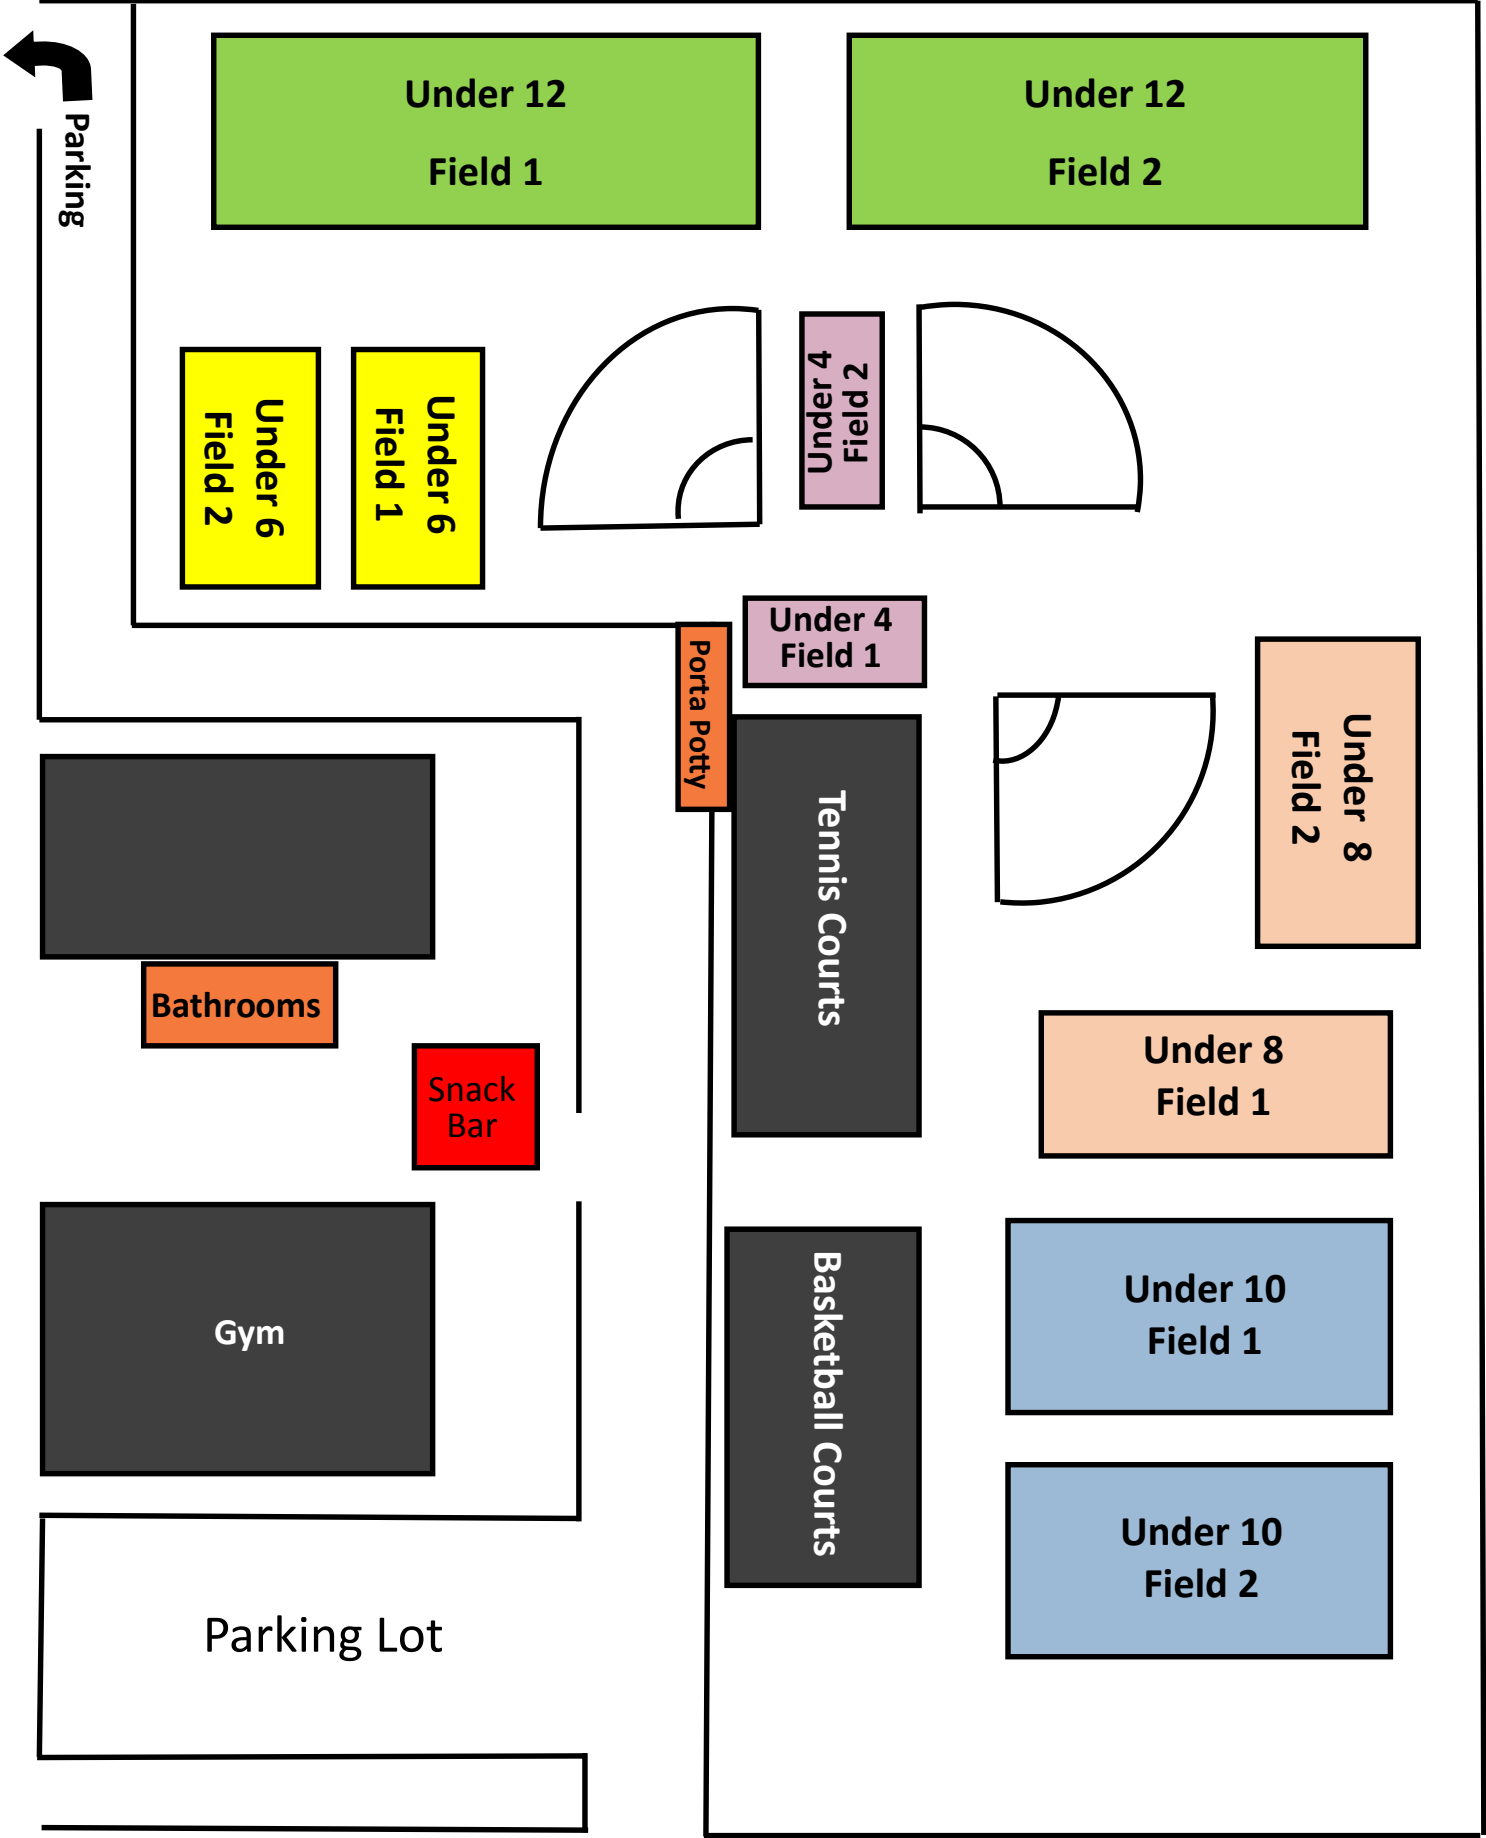 Parking
Under 12
Field 1
Under 12
Field 2
Under 6
Field 2
Under 6
Field 1
Under 4
Field 2
Under 4
Field 1
Porta Potty
Under 8
Field 2
Tennis Courts
Bathrooms
Snack
Bar
Under 8
Field 1
Gym
Basketball Courts
Under 10
Field 1
Under 10
Field 2
Parking Lot